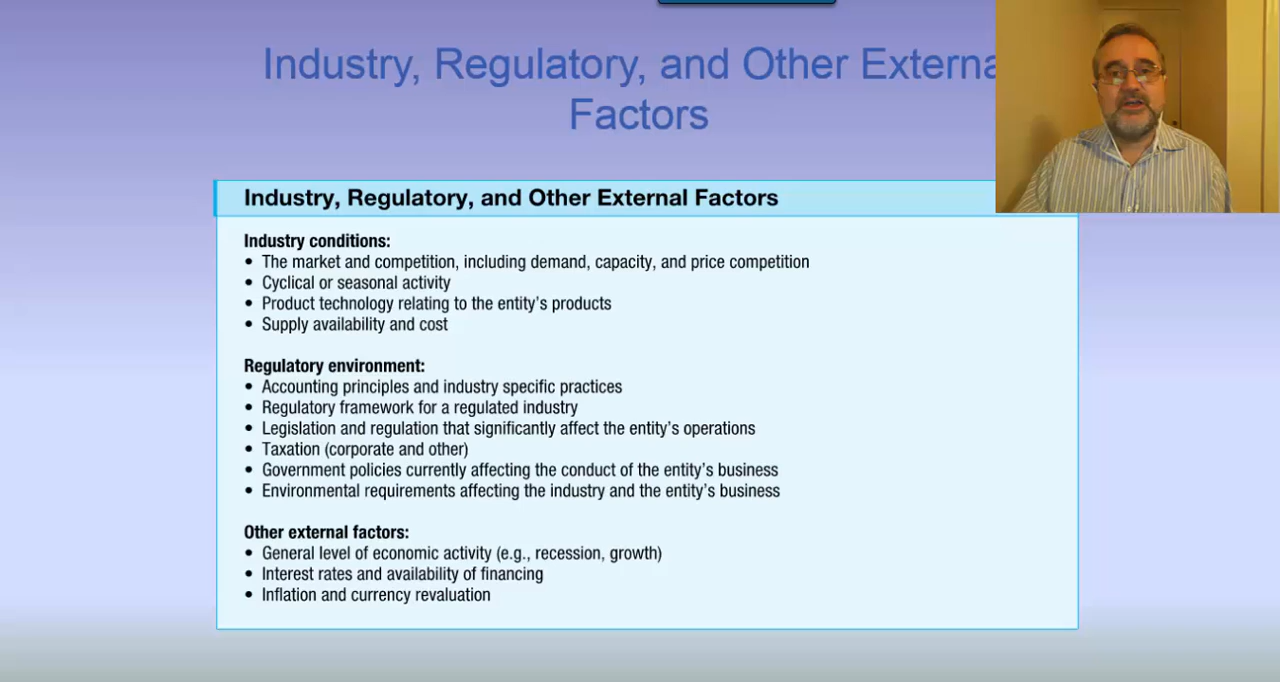 Industry, Regulatory, and Other Externa
Factors
Industry, Regulatory, and Other External Factors
Industry conditions:
• The market and competition, including demand, capacity, and price competition
• Cyclical or seasonal activity
• Product technology relating to the entity's products
• Supply availability and cost
Regulatory environment:
• Accounting principles and industry specific practices
• Regulatory framework for a regulated industry
• Legislation and regulation that significantly affect the entity's operations
• Taxation (corporate and other)
• Government policies currently affecting the conduct of the entity's business
• Environmental requirements affecting the industry and the entity's business
Other external factors:
• General level of economic activity (e.g., recession, growth)
• Interest rates and availability of financing
• Inflation and currency revaluation